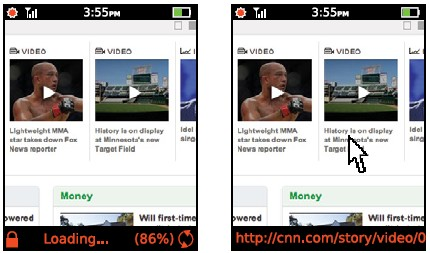 3:55PM
VIDEO
VIDEO
Lightweight MMA
star takes down Fox
News reporter
History is on display
at Minnesota's new
Target Field
Idol
sing
Money
powered
Will first-time
Loading... (86%)
3:55PM
VIDEO
VIDEO
Lightweight MMA
star takes down Fox
News reporter
History is on display
at Minnesota's new
Target Field
Idol
sing
Money
powered
Will first-tim
http://cnn.com/story/video/0